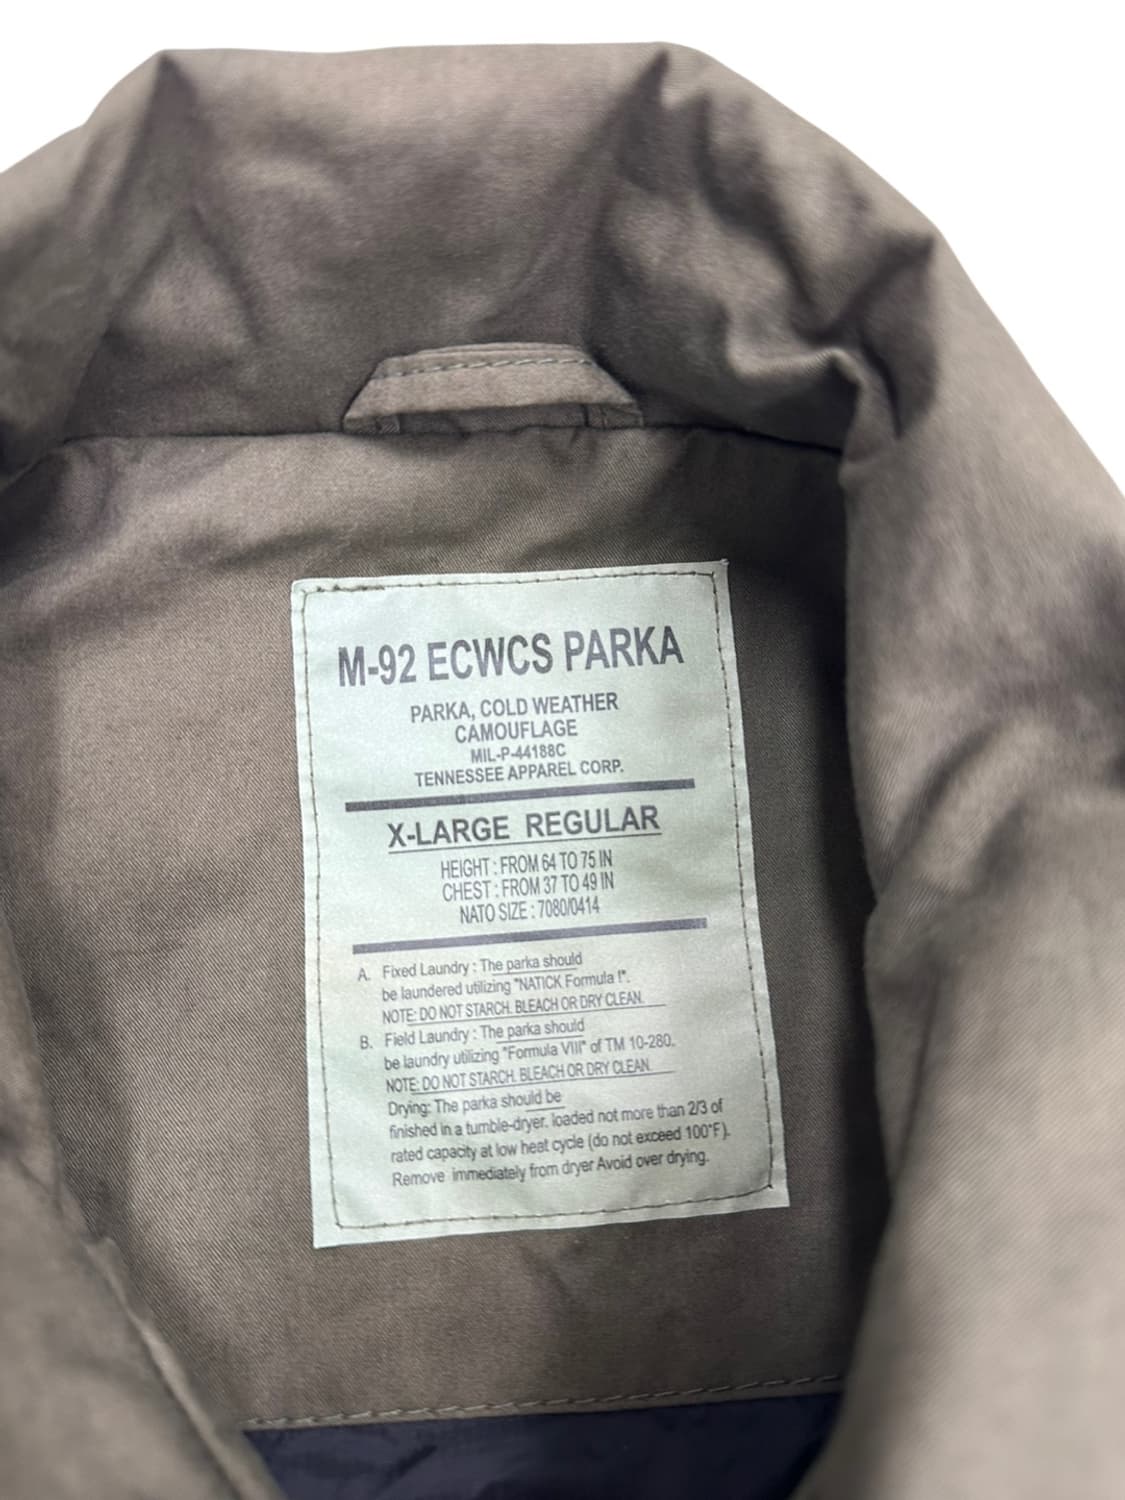 M-92 ECWCS PARKA
PARKA, COLD WEATHER
CAMOUFLAGE
MIL-P-44188C
TENNESSEE APPAREL CORP.
X-LARGE REGULAR
HEIGHT : FROM 64 TO 75 IN
CHEST : FROM 37 TO 49 IN
NATO SIZE : 7080/0414
A. Fixed Laundry : The parka should
be laundered utilizing "NATICK Formula I".
NOTE: DO NOT STARCH. BLEACH OR DRY CLEAN.
B. Field Laundry : The parka should
be laundry utilizing "Formula VIII" of TM 10-280.
NOTE: DO NOT STARCH. BLEACH OR DRY CLEAN.
Drying: The parka should be
finished in a tumble-dryer. loaded not more than 2/3 of
rated capacity at low heat cycle (do not exceed 100°F).
Remove immediately from dryer Avoid over drying.